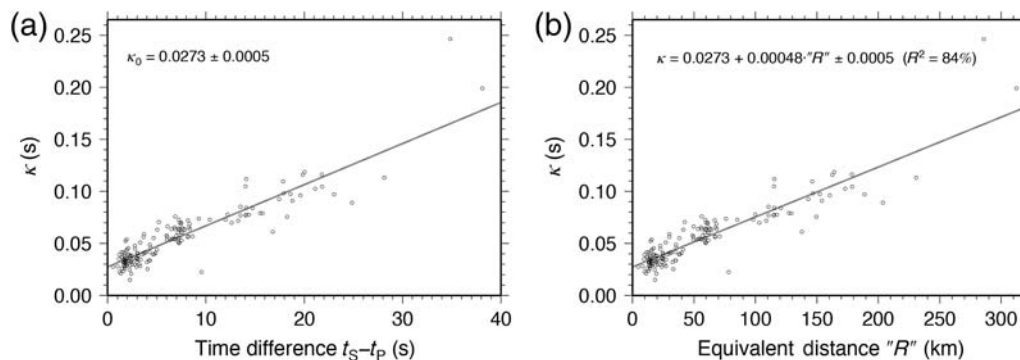 (a)
κ₀ = 0.0273 ± 0.0005
κ (s)
0.25
0.20
0.15
0.10
0.05
0.00
0 10 20 30 40
Time difference tS–tP (s)
(b)
κ = 0.0273 + 0.00048·"R" ± 0.0005 (R² = 84%)
κ (s)
0.25
0.20
0.15
0.10
0.05
0.00
0 50 100 150 200 250 300
Equivalent distance "R" (km)